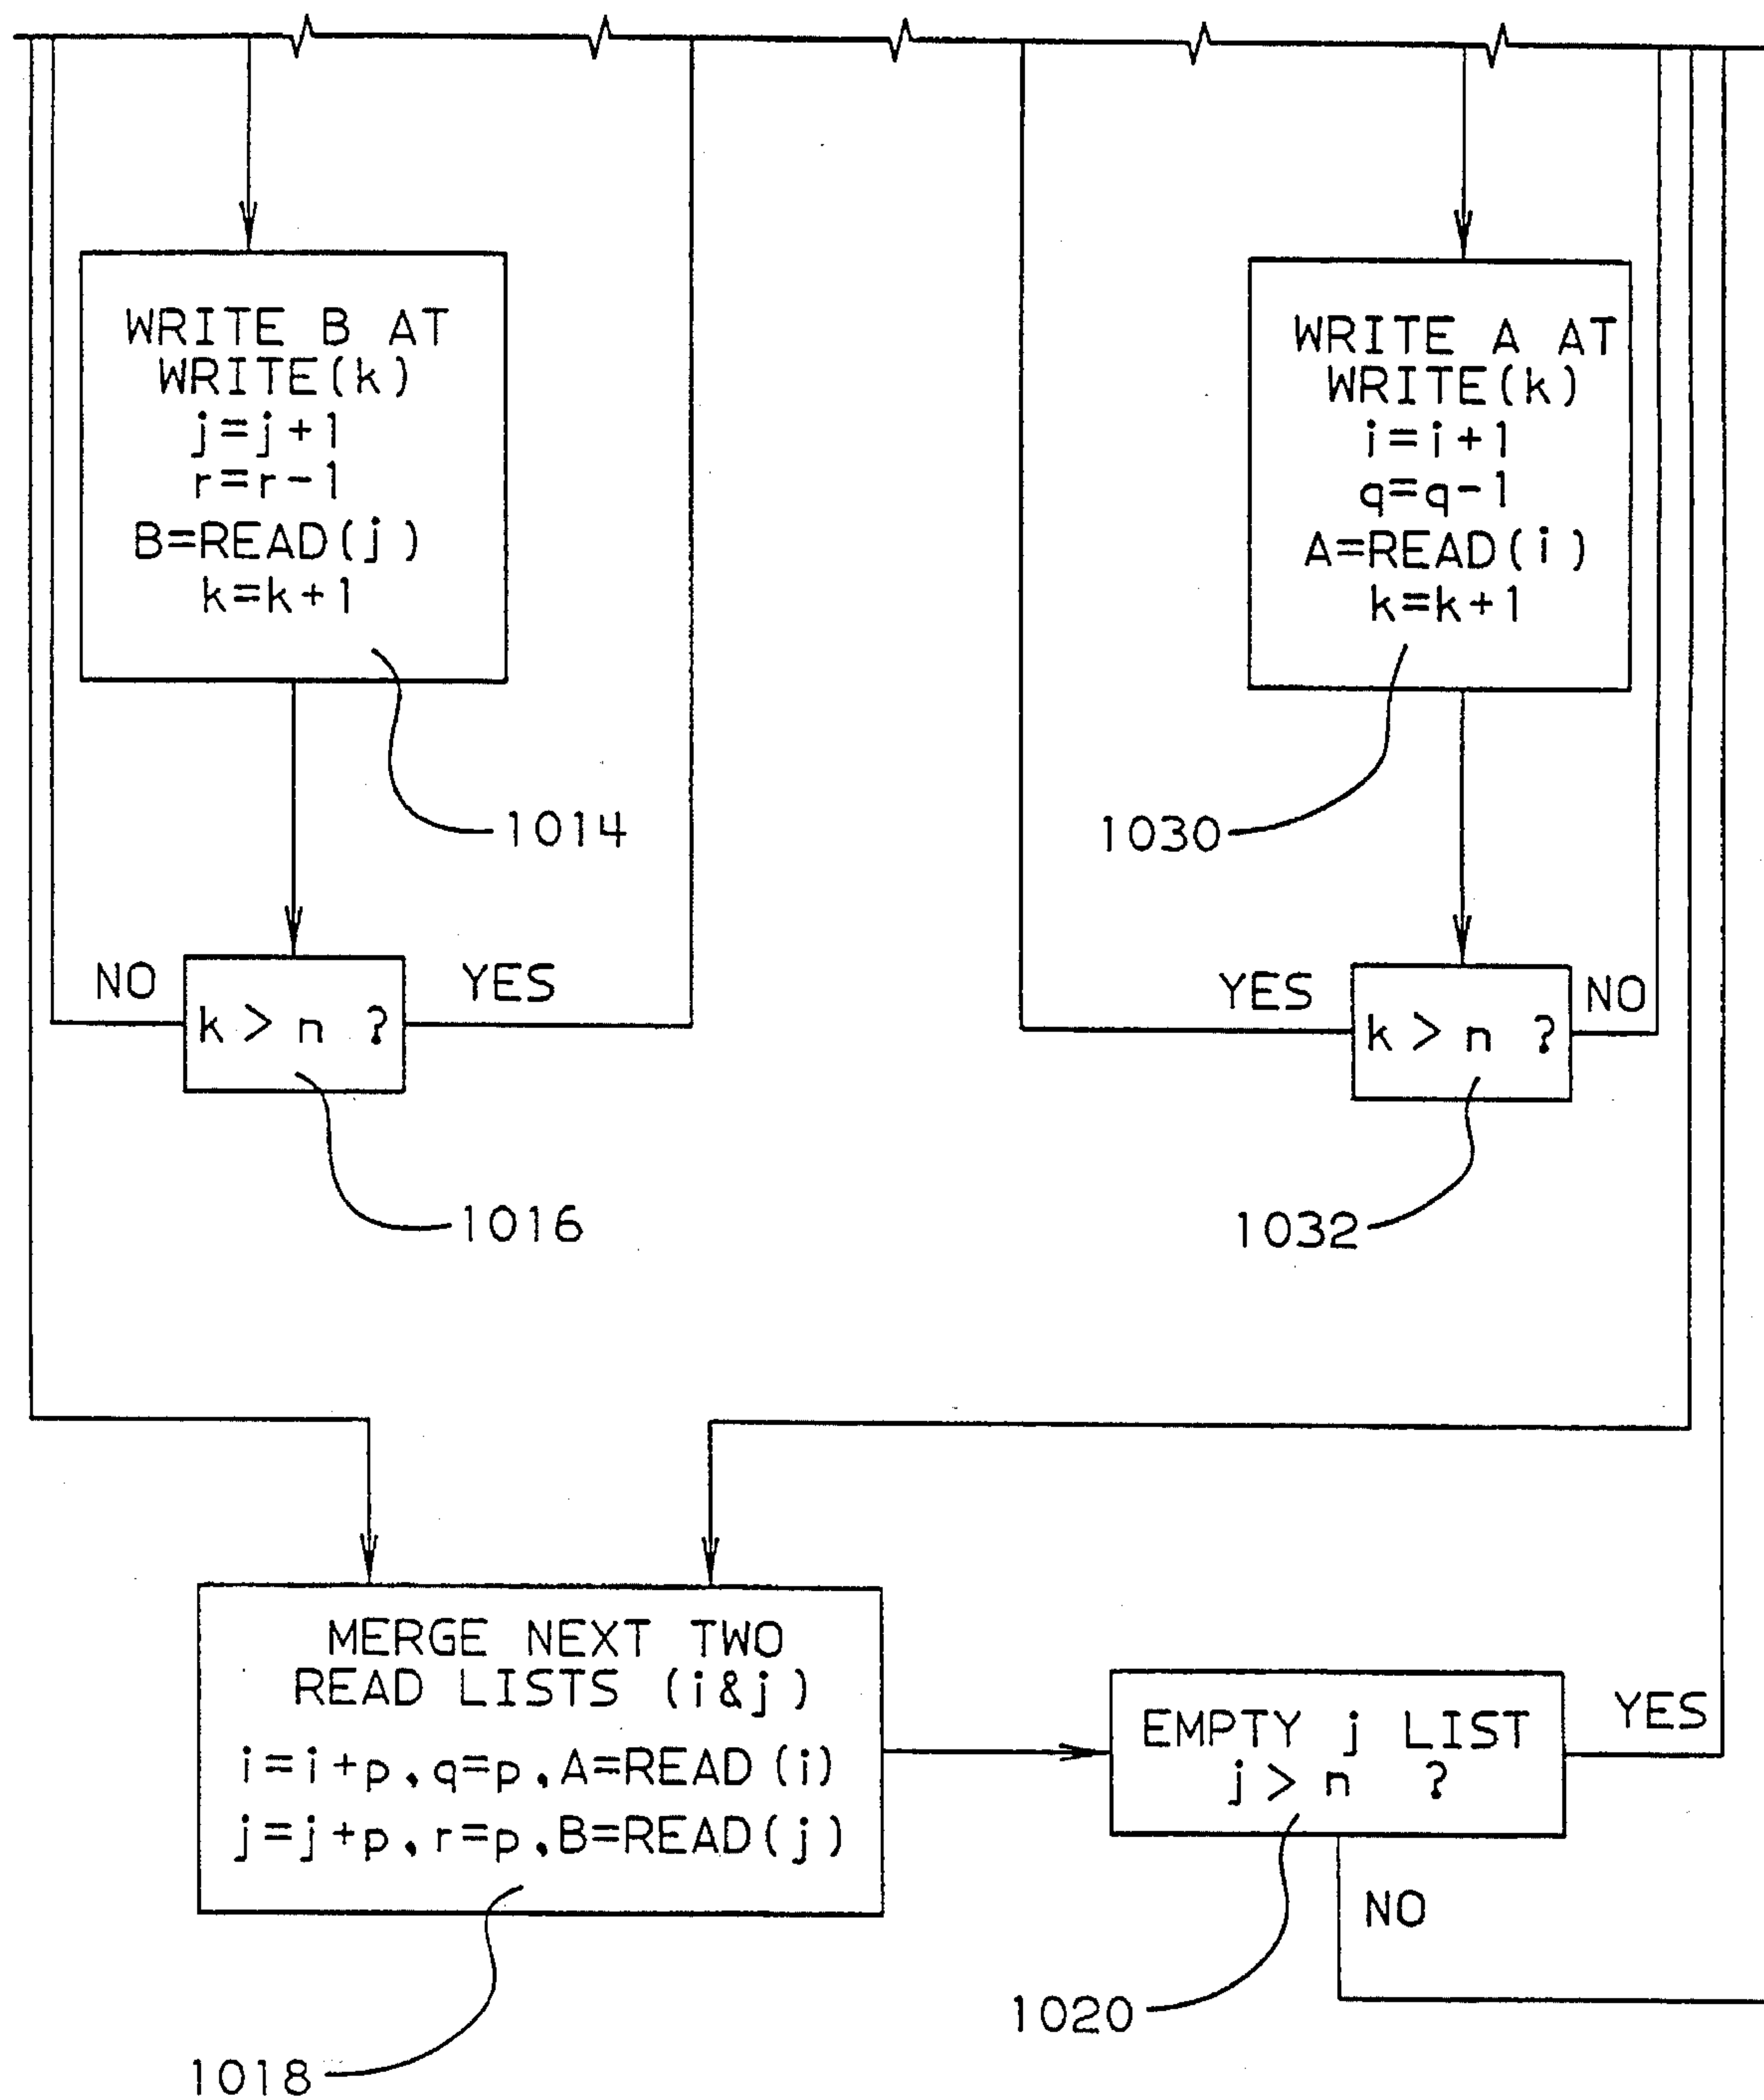 WRITE B AT
WRITE(k)
j=j+1
r=r-1
B=READ(j)
k=k+1
1014
WRITE A AT
WRITE(k)
i=i+1
q=q-1
A=READ(i)
k=k+1
1030
NO
k > n ?
YES
1016
YES
k > n ?
NO
1032
MERGE NEXT TWO
READ LISTS (i&j)
i=i+p,q=p,A=READ(i)
j=j+p,r=p,B=READ(j)
1018
EMPTY j LIST
j > n ?
YES
NO
1020